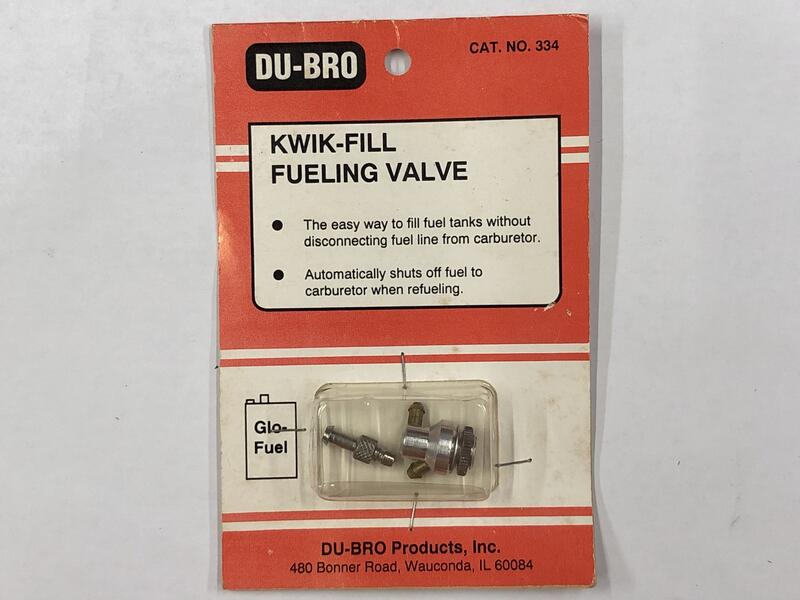 DU-BRO
CAT. NO. 334
KWIK-FILL
FUELING VALVE
● The easy way to fill fuel tanks without
disconnecting fuel line from carburetor.
● Automatically shuts off fuel to
carburetor when refueling.
Glo-
Fuel
DU-BRO Products, Inc.
480 Bonner Road, Wauconda, IL 60084